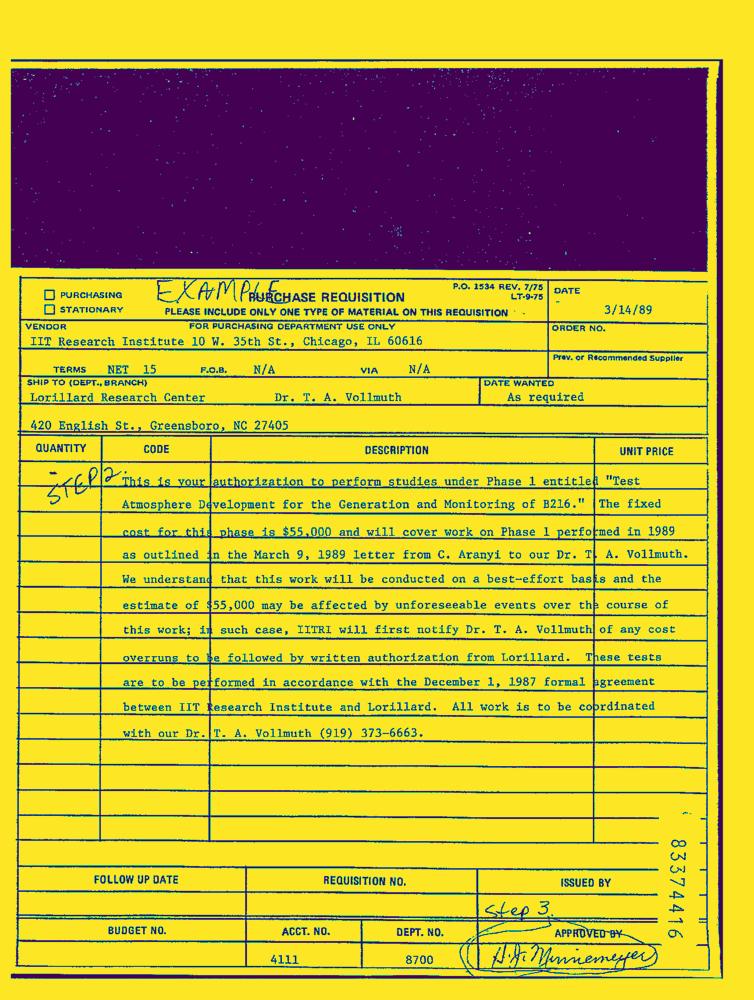 EXAMPLE
PURCHASING
PURCHASE REQUISITION
P.O. 1534 REV. 7/75
LT-9-75
DATE
STATIONARY
PLEASE INCLUDE ONLY ONE TYPE OF MATERIAL ON THIS REQUISITION
3/14/89
VENDOR
FOR PURCHASING DEPARTMENT USE ONLY
ORDER NO.
IIT Research Institute 10 W. 35th St., Chicago, IL 60616
Prev. or Recommended Supplier
TERMS NET 15 F.O.B. N/A VIA N/A
SHIP TO (DEPT., BRANCH)
DATE WANTED
Lorillard Research Center Dr. T. A. Vollmuth
As required
420 English St., Greensboro, NC 27405
QUANTITY CODE DESCRIPTION UNIT PRICE
STEP 2.
This is your authorization to perform studies under Phase 1 entitled "Test
Atmosphere Development for the Generation and Monitoring of B216." The fixed
cost for this phase is $55,000 and will cover work on Phase 1 performed in 1989
as outlined in the March 9, 1989 letter from C. Aranyi to our Dr. T. A. Vollmuth.
We understand that this work will be conducted on a best-effort basis and the
estimate of $55,000 may be affected by unforeseeable events over the course of
this work; in such case, IITRI will first notify Dr. T. A. Vollmuth of any cost
overruns to be followed by written authorization from Lorillard. These tests
are to be performed in accordance with the December 1, 1987 formal agreement
between IIT Research Institute and Lorillard. All work is to be coordinated
with our Dr. T. A. Vollmuth (919) 373-6663.
83374416
FOLLOW UP DATE REQUISITION NO. ISSUED BY
Step 3.
BUDGET NO. ACCT. NO. DEPT. NO. APPROVED BY
4111 8700 H.J. Minnemeyer